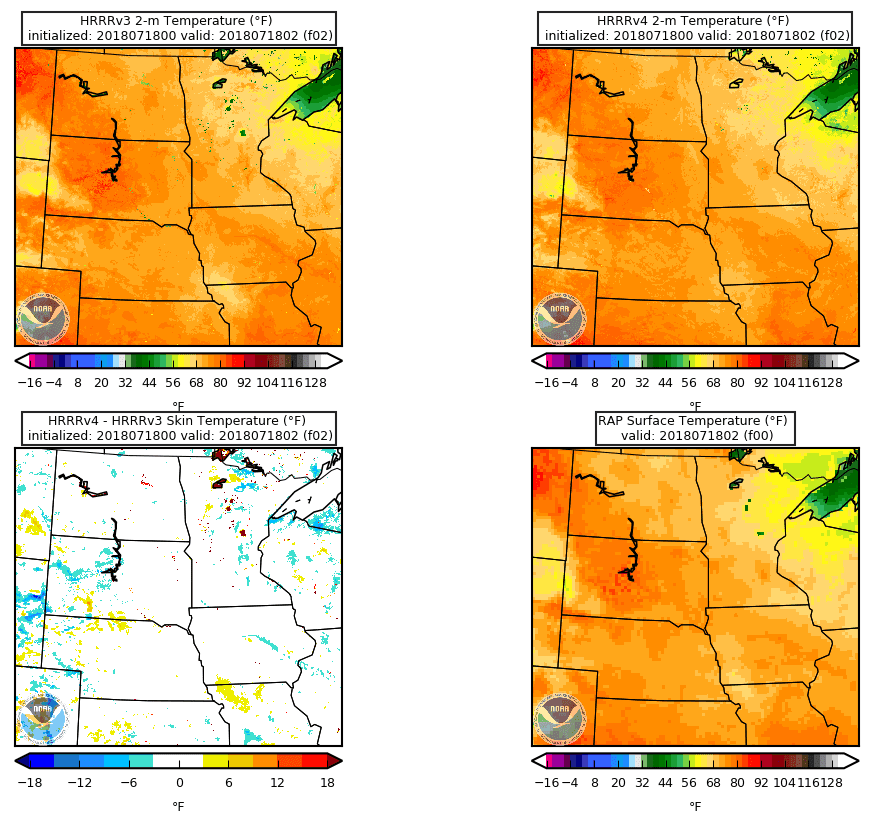 HRRRv3 2-m Temperature (°F)
initialized: 2018071800 valid: 2018071802 (f02)
NOAA
−16 −4 8 20 32 44 56 68 80 92 104 116 128
°F
HRRRv4 2-m Temperature (°F)
initialized: 2018071800 valid: 2018071802 (f02)
NOAA
−16 −4 8 20 32 44 56 68 80 92 104 116 128
°F
HRRRv4 - HRRRv3 Skin Temperature (°F)
initialized: 2018071800 valid: 2018071802 (f02)
NOAA
−18 −12 −6 0 6 12 18
°F
RAP Surface Temperature (°F)
valid: 2018071802 (f00)
NOAA
−16 −4 8 20 32 44 56 68 80 92 104 116 128
°F